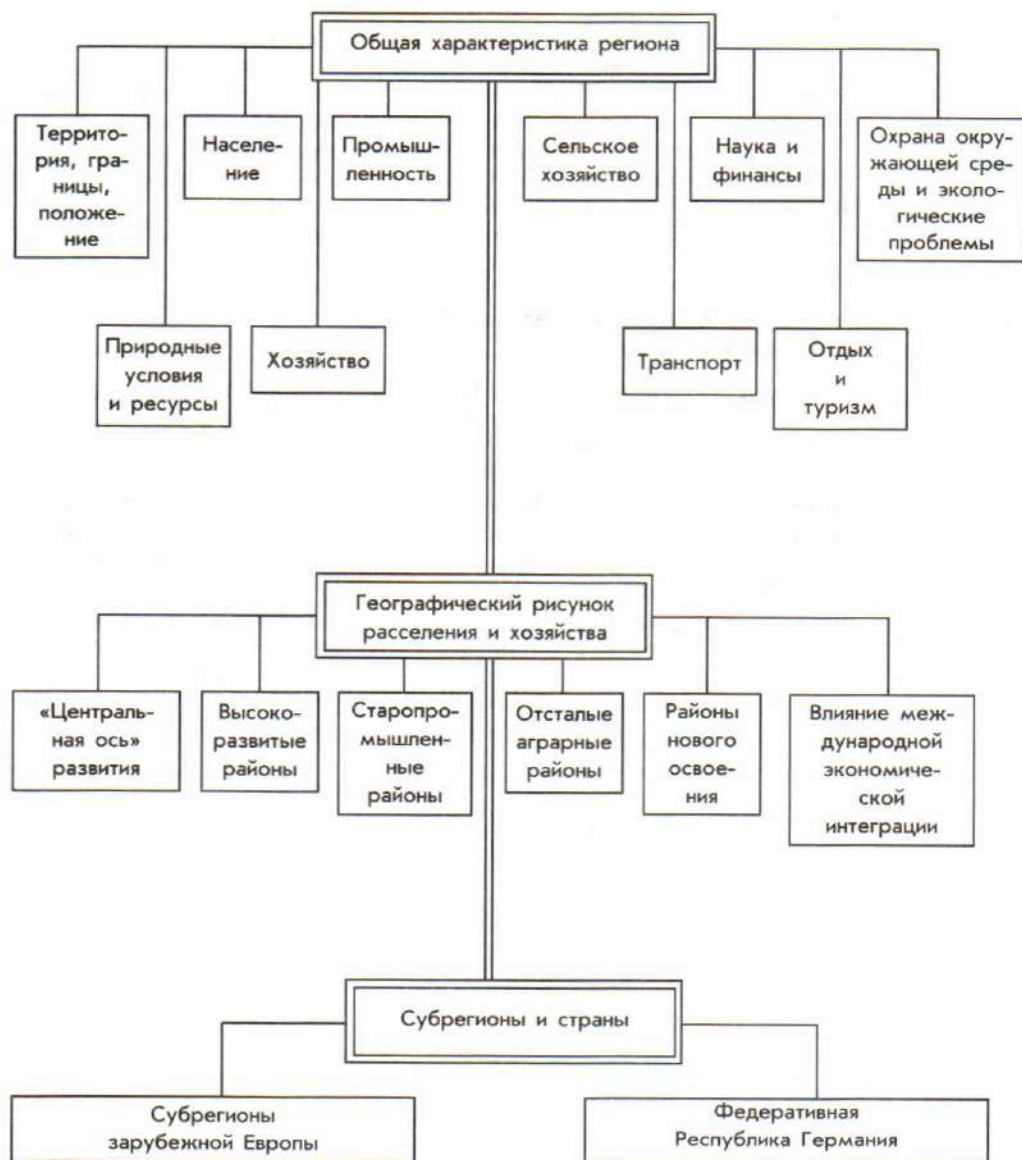 Общая характеристика региона
Террито-
рия, гра-
ницы,
положе-
ние
Населе-
ние
Промыш-
ленность
Сельское
хозяйство
Наука и
финансы
Охрана окру-
жающей сре-
ды и эколо-
гические
проблемы
Природные
условия
и ресурсы
Хозяйство
Транспорт
Отдых
и
туризм
Географический рисунок
расселения и хозяйства
«Централь-
ная ось»
развития
Высоко-
развитые
районы
Старопро-
мышлен-
ные
районы
Отсталые
аграрные
районы
Районы
нового
освое-
ния
Влияние меж-
дународной
экономиче-
ской
интеграции
Субрегионы и страны
Субрегионы
зарубежной Европы
Федеративная
Республика Германия